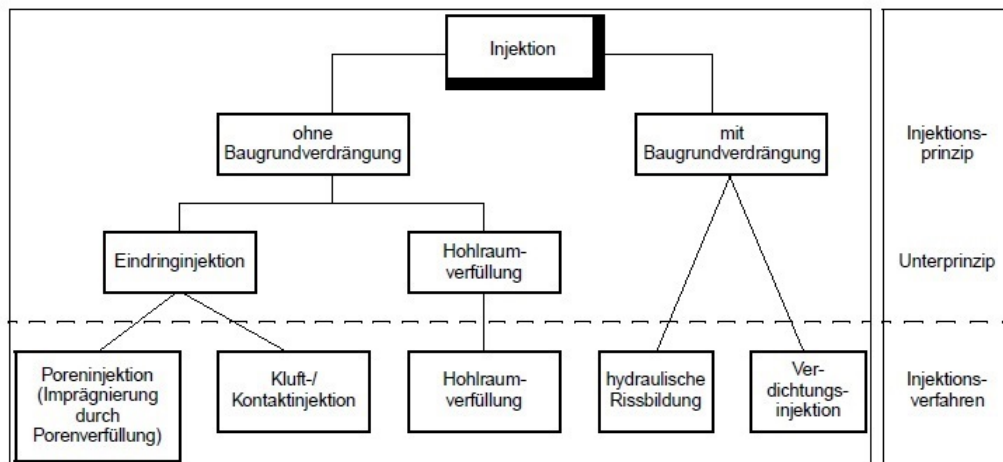 Injektion
ohne
Baugrundverdrängung
mit
Baugrundverdrängung
Injektions-
prinzip
Eindringinjektion
Hohlraum-
verfüllung
Unterprinzip
Poreninjektion
(Imprägnierung
durch
Porenverfüllung)
Kluft-/
Kontaktinjektion
Hohlraum-
verfüllung
hydraulische
Rissbildung
Ver-
dichtungs-
injektion
Injektions-
verfahren